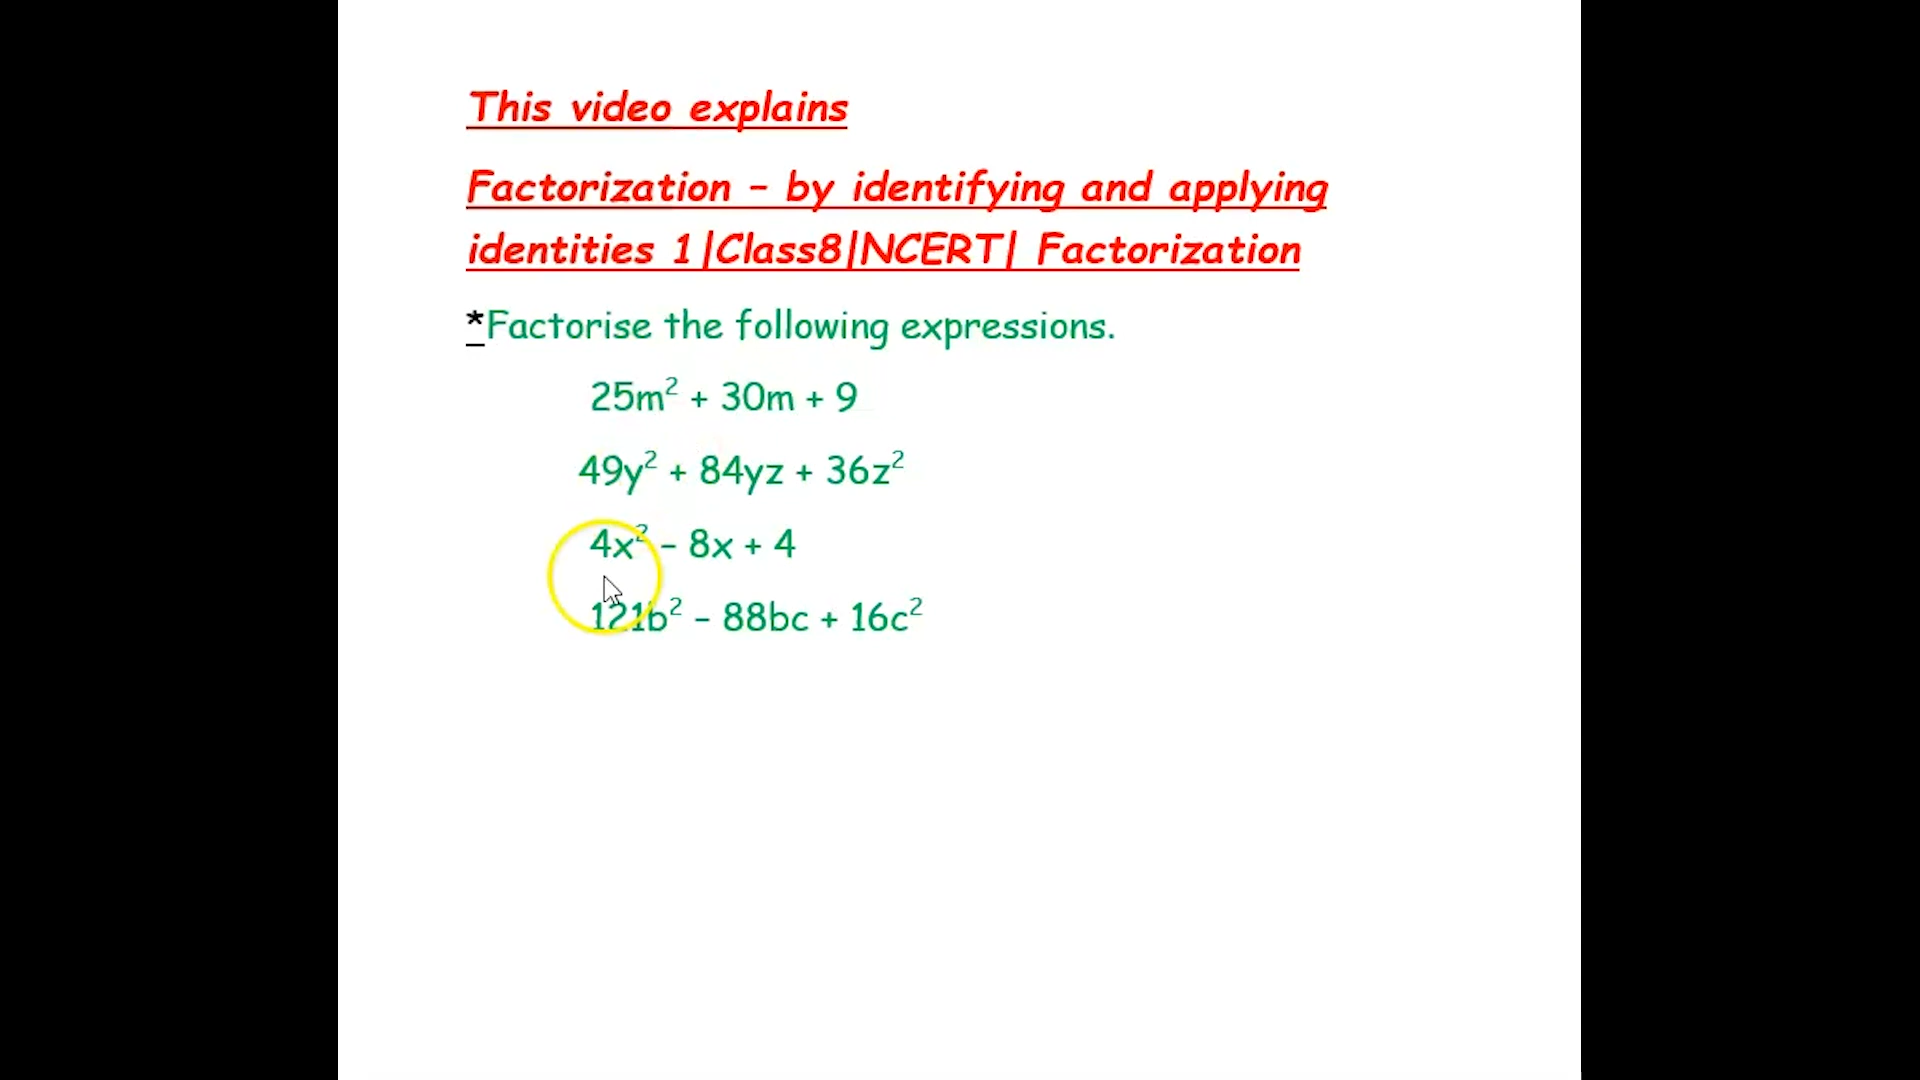 This video explains
Factorization – by identifying and applying
identities 1|Class8|NCERT| Factorization
*Factorise the following expressions.
25m² + 30m + 9
49y² + 84yz + 36z²
4x² – 8x + 4
121b² – 88bc + 16c²